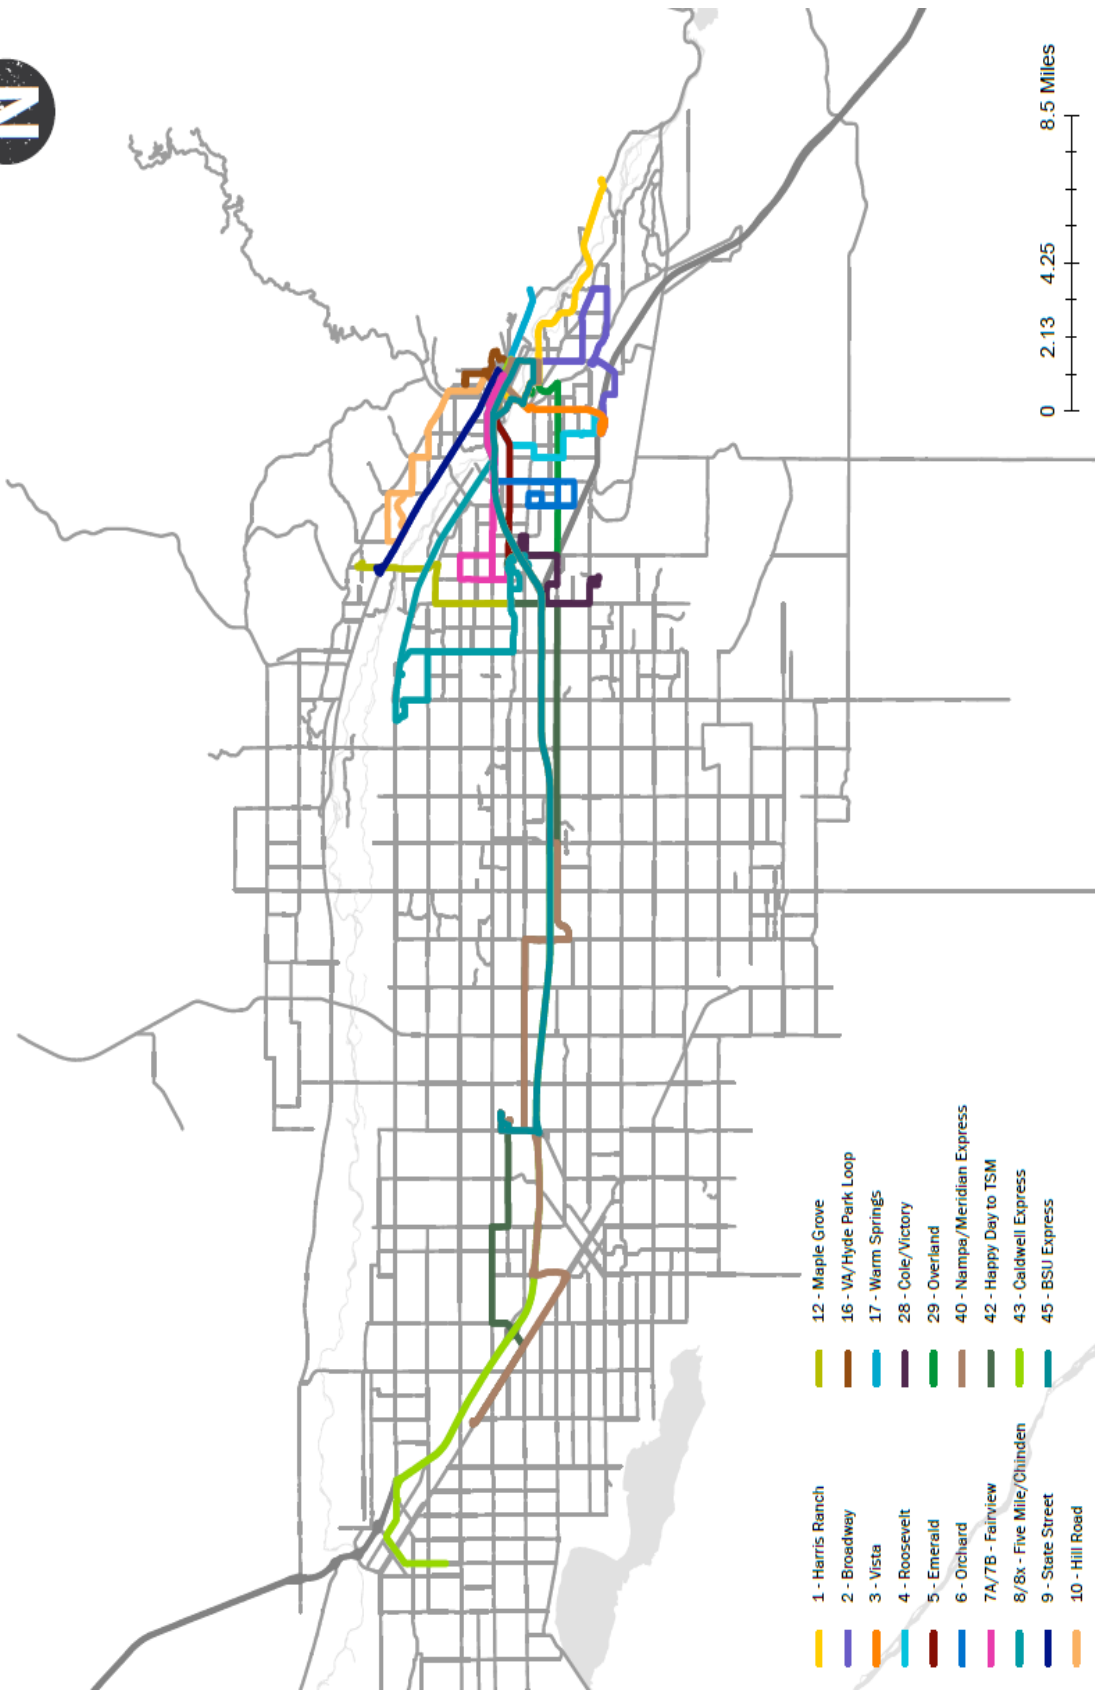 N
1 - Harris Ranch
2 - Broadway
3 - Vista
4 - Roosevelt
5 - Emerald
6 - Orchard
7A/7B - Fairview
8/8x - Five Mile/Chinden
9 - State Street
10 - Hill Road
12 - Maple Grove
16 - VA/Hyde Park Loop
17 - Warm Springs
28 - Cole/Victory
29 - Overland
40 - Nampa/Meridian Express
42 - Happy Day to TSM
43 - Caldwell Express
45 - BSU Express
0 2.13 4.25 8.5 Miles